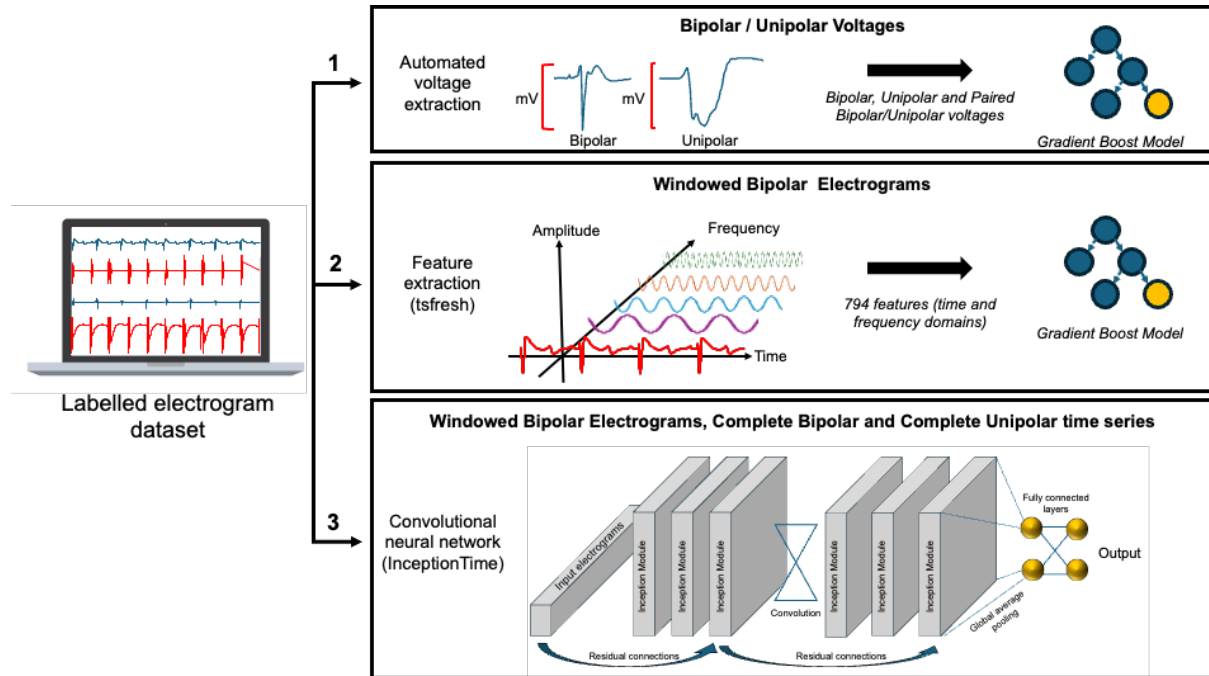 Labelled electrogram
dataset
1
Bipolar / Unipolar Voltages
Automated
voltage
extraction
mV
Bipolar
mV
Unipolar
Bipolar, Unipolar and Paired
Bipolar/Unipolar voltages
Gradient Boost Model
2
Windowed Bipolar Electrograms
Feature
extraction
(tsfresh)
Amplitude
Frequency
Time
794 features (time and
frequency domains)
Gradient Boost Model
3
Windowed Bipolar Electrograms, Complete Bipolar and Complete Unipolar time series
Convolutional
neural network
(InceptionTime)
Input electrograms
Inception Module
Inception Module
Inception Module
Convolution
Inception Module
Inception Module
Inception Module
Fully connected
layers
Output
Global average
pooling
Residual connections
Residual connections